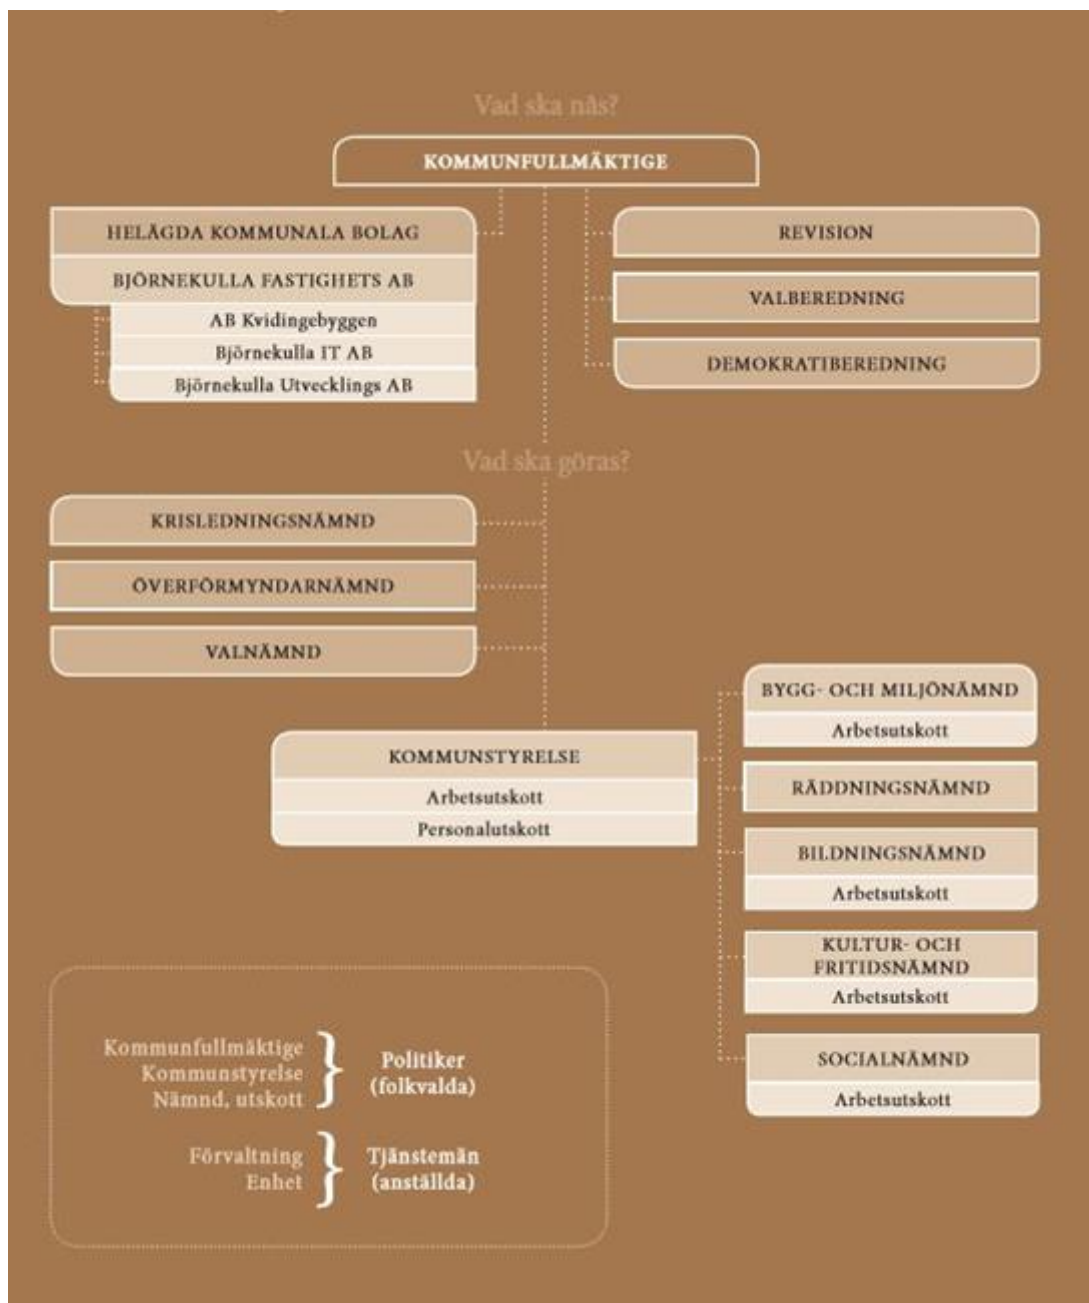 Vad ska nås?
KOMMUNFULLMÄKTIGE
HELÄGDA KOMMUNALA BOLAG
BJÖRNEKULLA FASTIGHETS AB
AB Kvidingebyggen
Björnekulla IT AB
Björnekulla Utvecklings AB
REVISION
VALBEREDNING
DEMOKRATIBEREDNING
Vad ska göras?
KRISLEDNINGSNÄMND
ÖVERFÖRMYNDARNÄMND
VALNÄMND
KOMMUNSTYRELSE
Arbetsutskott
Personalutskott
BYGG- OCH MILJÖNÄMND
Arbetsutskott
RÄDDNINGSNÄMND
BILDNINGSNÄMND
Arbetsutskott
KULTUR- OCH
FRITIDSNÄMND
Arbetsutskott
SOCIALNÄMND
Arbetsutskott
Kommunfullmäktige
Kommunstyrelse
Nämnd, utskott
Politiker
(folkvalda)
Förvaltning
Enhet
Tjänstemän
(anställda)